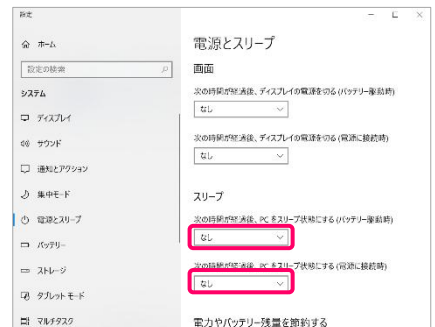 設定
ホーム
設定の検索
システム
ディスプレイ
サウンド
通知とアクション
集中モード
電源とスリープ
バッテリー
ストレージ
タブレット モード
マルチタスク
電源とスリープ
画面
次の時間が経過後、ディスプレイの電源を切る (バッテリー駆動時)
なし
次の時間が経過後、ディスプレイの電源を切る (電源に接続時)
なし
スリープ
次の時間が経過後、PC をスリープ状態にする (バッテリー駆動時)
なし
次の時間が経過後、PC をスリープ状態にする (電源に接続時)
なし
電力やバッテリー残量を節約する